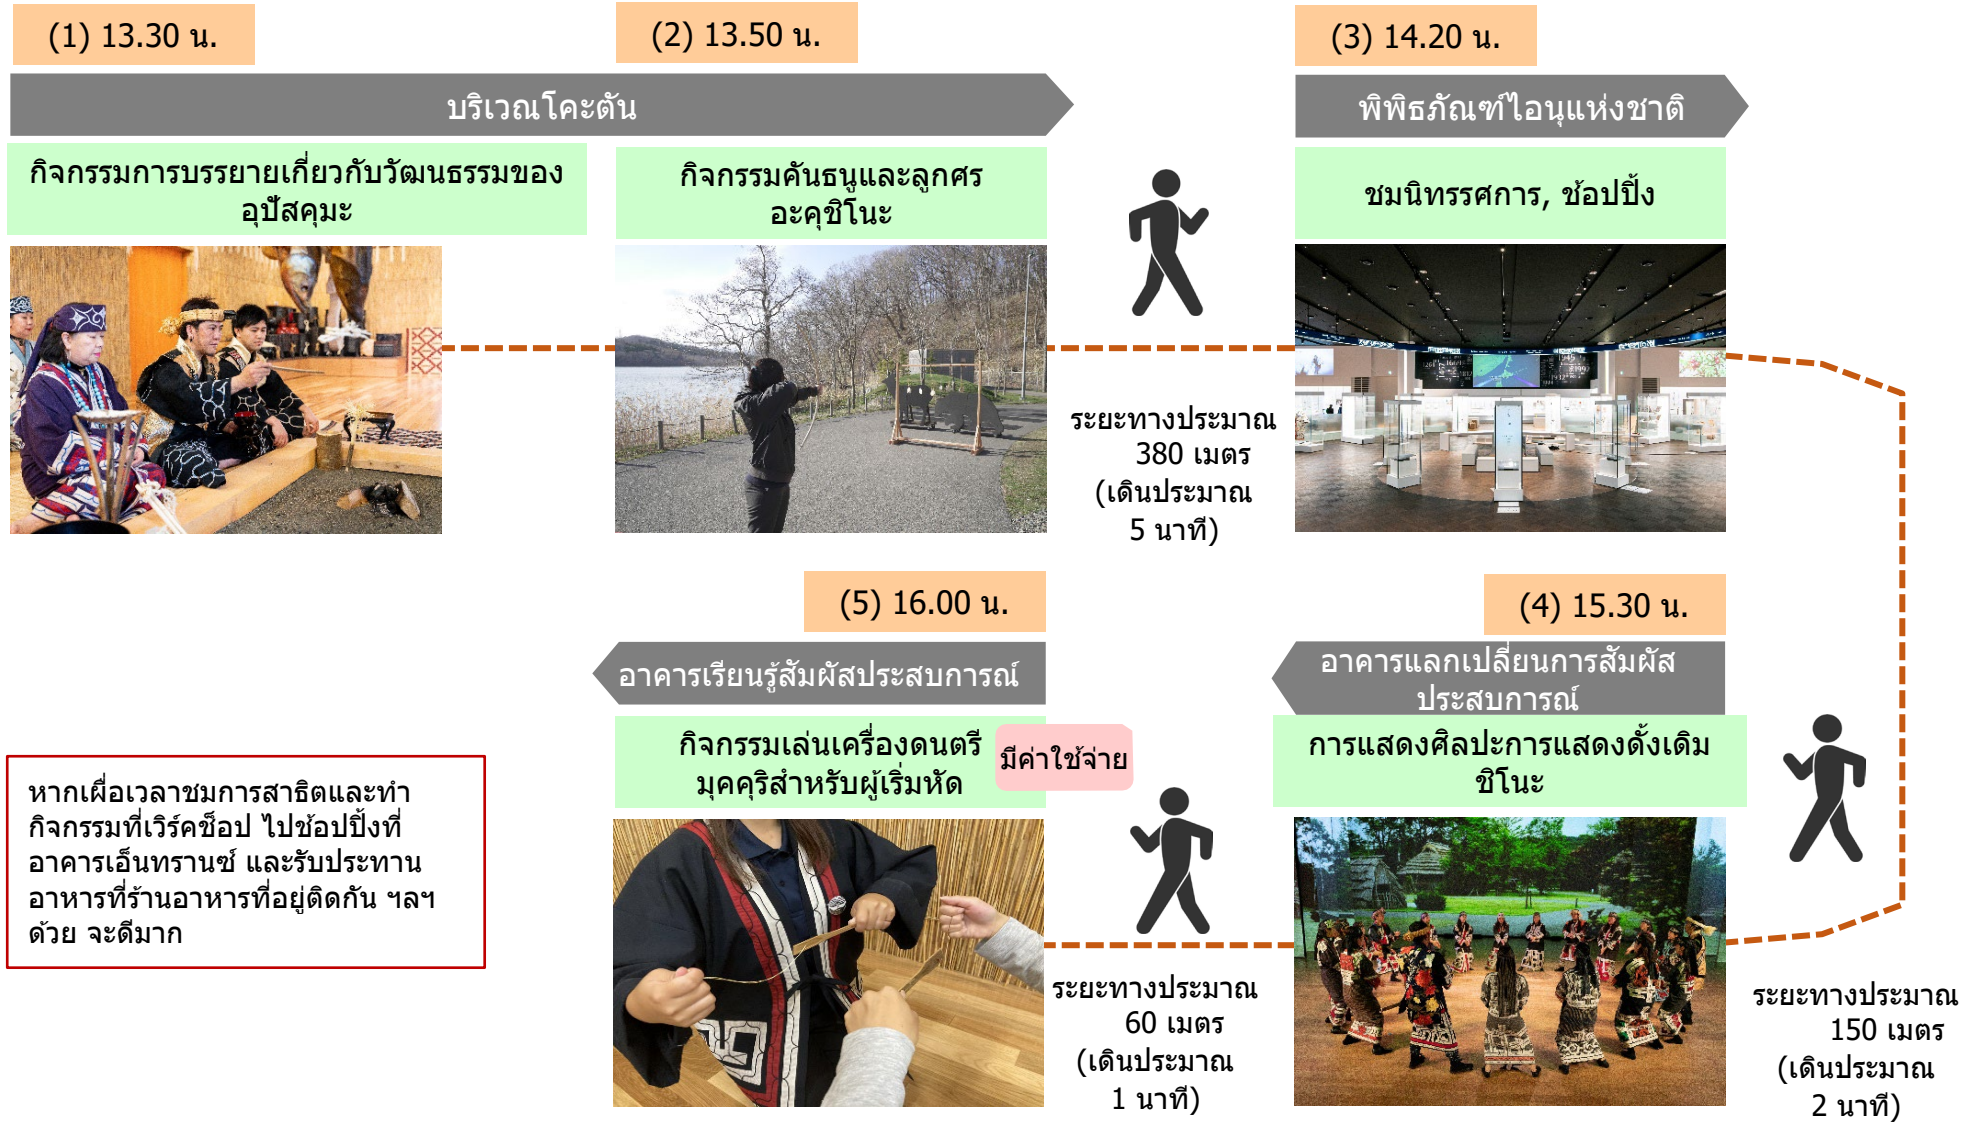 (1) 13.30 น.
(2) 13.50 น.
(3) 14.20 น.
บริเวณโคะตัน
พิพิธภัณฑ์ไอนุแห่งชาติ
กิจกรรมการบรรยายเกี่ยวกับวัฒนธรรมของ
อุปัสคุมะ
กิจกรรมคันธนูและลูกศร
อะคุชิโนะ
ชมนิทรรศการ, ช้อปปิ้ง
ระยะทางประมาณ
380 เมตร
(เดินประมาณ
5 นาที)
(5) 16.00 น.
(4) 15.30 น.
อาคารเรียนรู้สัมผัสประสบการณ์
อาคารแลกเปลี่ยนการสัมผัส
ประสบการณ์
กิจกรรมเล่นเครื่องดนตรี
มุคคุริสำหรับผู้เริ่มหัด
มีค่าใช้จ่าย
การแสดงศิลปะการแสดงดั้งเดิม
ชิโนะ
หากเผื่อเวลาชมการสาธิตและทำ
กิจกรรมที่เวิร์คช็อป ไปช้อปปิ้งที่
อาคารเอ็นทรานซ์ และรับประทาน
อาหารที่ร้านอาหารที่อยู่ติดกัน ฯลฯ
ด้วย จะดีมาก
ระยะทางประมาณ
60 เมตร
(เดินประมาณ
1 นาที)
ระยะทางประมาณ
150 เมตร
(เดินประมาณ
2 นาที)